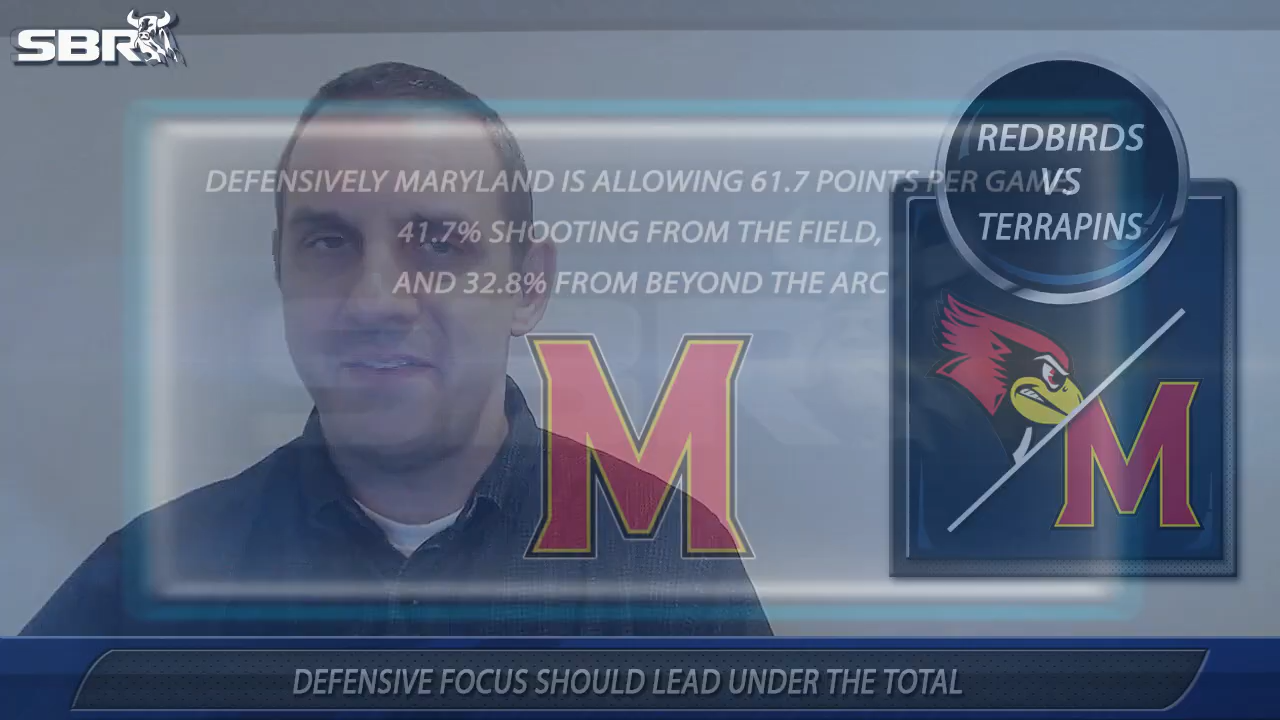 SBR
REDBIRDS
VS
TERRAPINS
DEFENSIVELY MARYLAND IS ALLOWING 61.7 POINTS PER GAME,
41.7% SHOOTING FROM THE FIELD,
AND 32.8% FROM BEYOND THE ARC
M
M
DEFENSIVE FOCUS SHOULD LEAD UNDER THE TOTAL